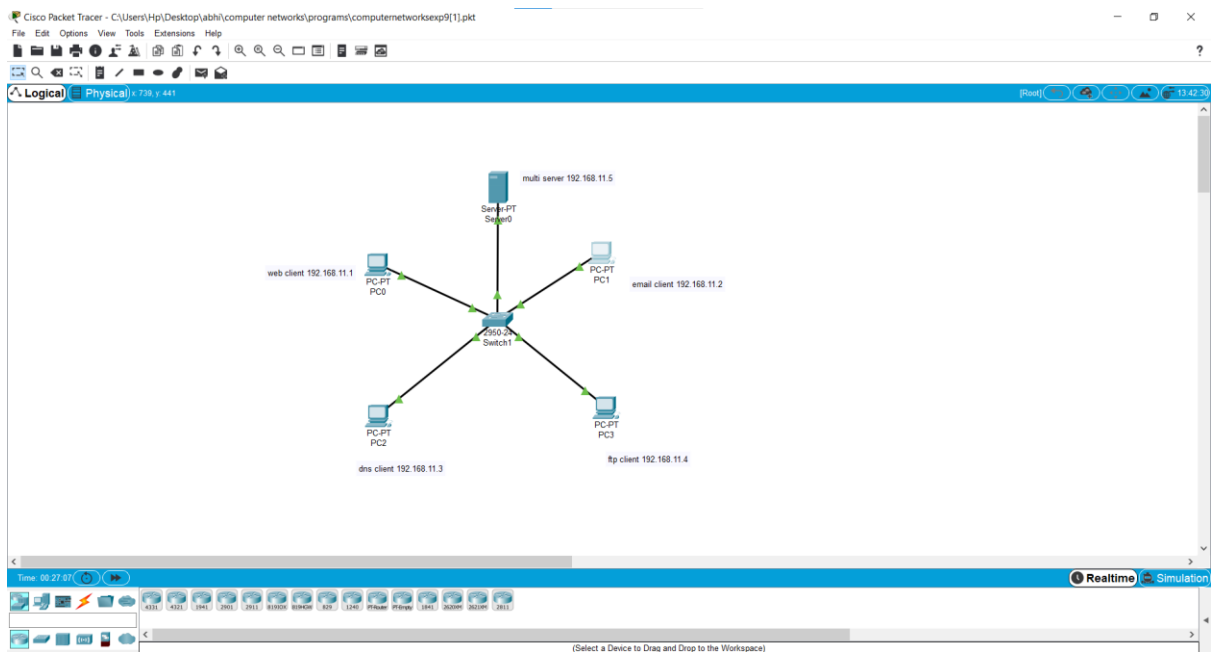 Cisco Packet Tracer - C:\Users\Hp\Desktop\abhi\computer networks\programs\computernetworksexp9[1].pkt
File Edit Options View Tools Extensions Help
?
Logical Physical x: 739, y: 441 [Root] 13:42:30
multi server 192.168.11.5
Server-PT
Server0
web client 192.168.11.1
PC-PT
PC0
PC-PT
PC1
email client 192.168.11.2
2950-24
Switch1
PC-PT
PC2
PC-PT
PC3
dns client 192.168.11.3
ftp client 192.168.11.4
Time: 00:27:07 Realtime Simulation
4331 4321 1941 2901 2911 819IOX 819HGW 829 1240 PT-Router PT-Empty 1841 2620XM 2621XM 2811
(Select a Device to Drag and Drop to the Workspace)